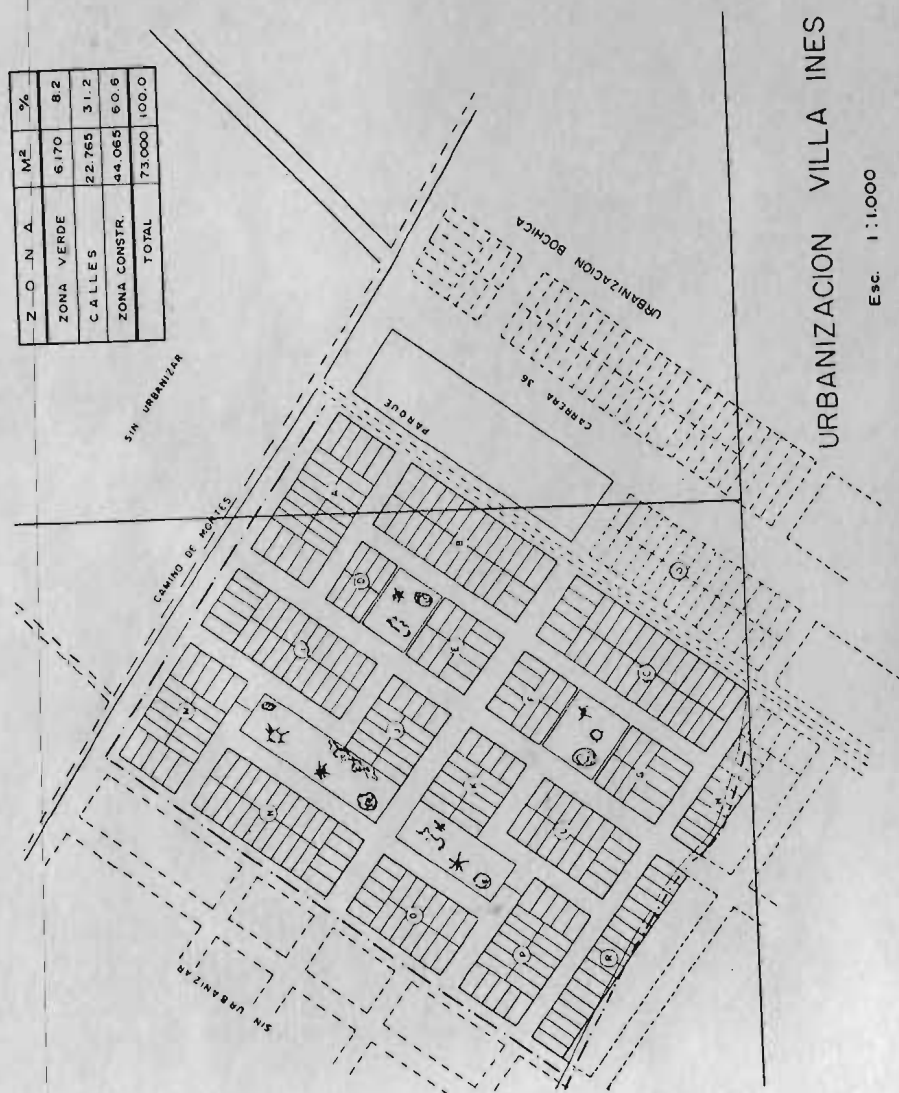 Z O N A M² %
ZONA VERDE 6.170 8.2
CALLES 22.765 31.2
ZONA CONSTR. 44.065 60.6
TOTAL 73.000 100.0
SIN URBANIZAR
CAMINO DE MORTES
PARQUE
CARRERA 36
URBANIZACION BOCHICA
SIN URBANIZAR
A
B
D
E
I
J
M
K
L
O
P
G
H
R
URBANIZACION VILLA INES
Esc. 1:1.000